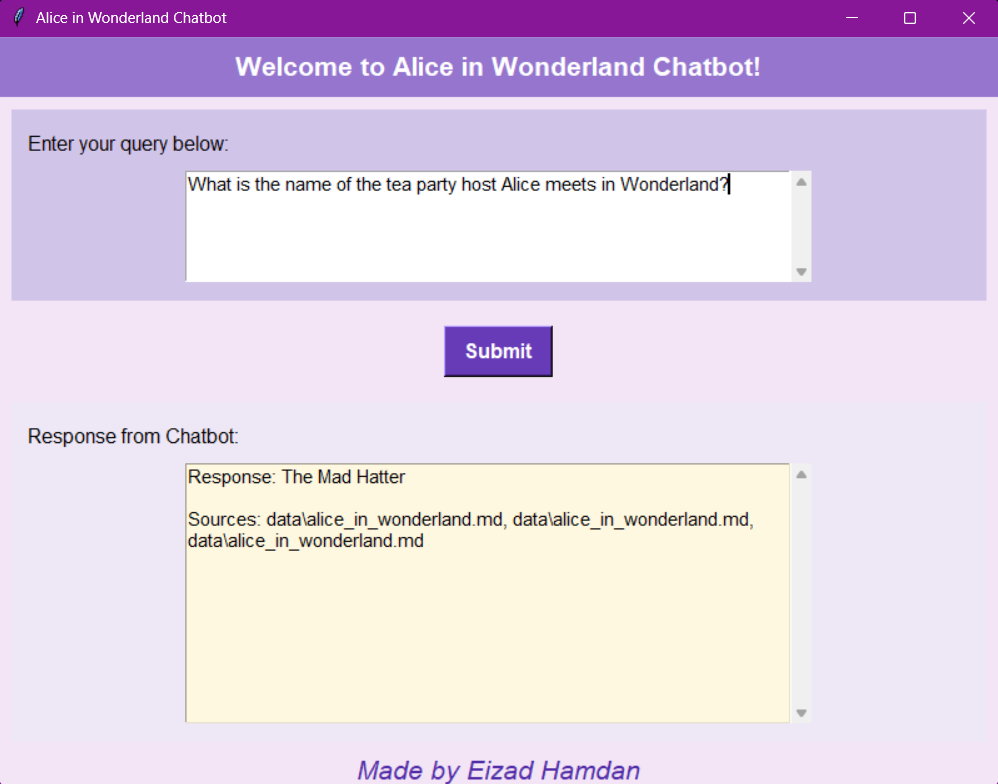 Alice in Wonderland Chatbot
Welcome to Alice in Wonderland Chatbot!
Enter your query below:
What is the name of the tea party host Alice meets in Wonderland?
Submit
Response from Chatbot:
Response: The Mad Hatter
Sources: data\alice_in_wonderland.md, data\alice_in_wonderland.md,
data\alice_in_wonderland.md
Made by Eizad Hamdan